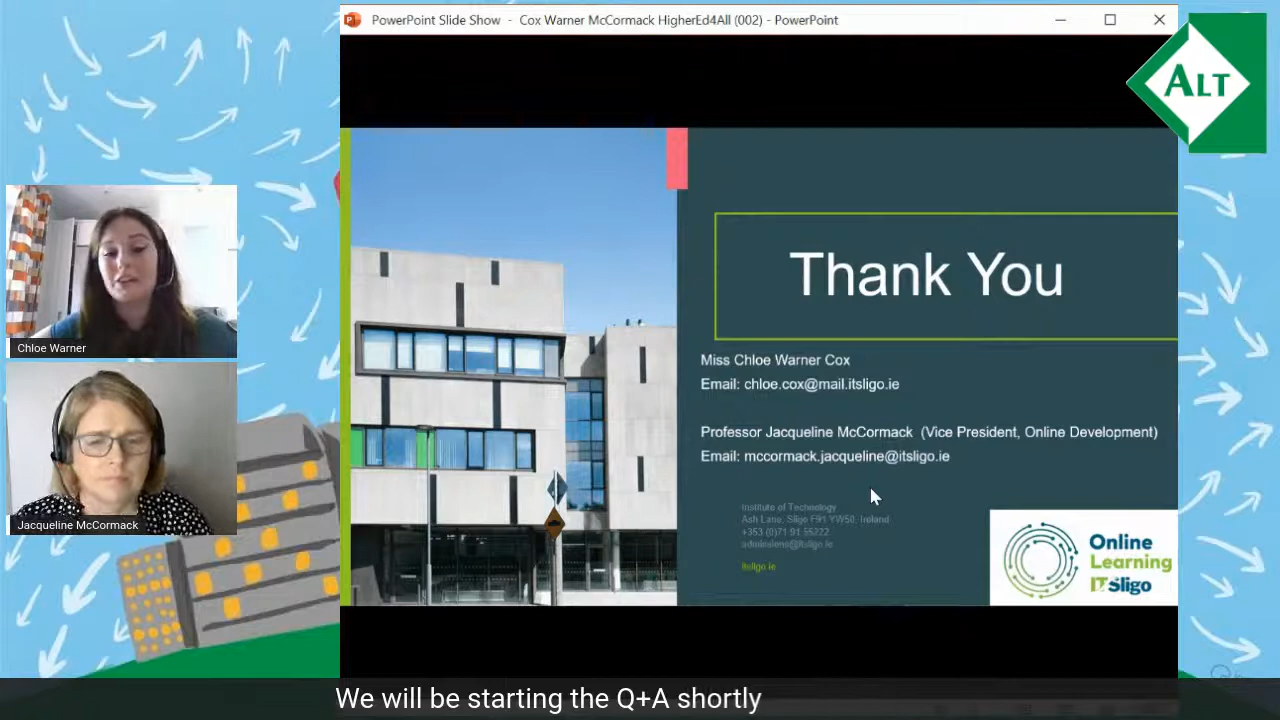 PowerPoint Slide Show - Cox Warner McCormack HigherEd4All (002) - PowerPoint
ALT
Thank You
Miss Chloe Warner Cox
Email: chloe.cox@mail.itsligo.ie
Professor Jacqueline McCormack (Vice President, Online Development)
Email: mccormack.jacqueline@itsligo.ie
Institute of Technology
Ash Lane, Sligo F91 YW50, Ireland
+353 (0)71 91 55222
admissions@itsligo.ie
itsligo.ie
Online
Learning
IT Sligo
Chloe Warner
Jacqueline McCormack
We will be starting the Q+A shortly